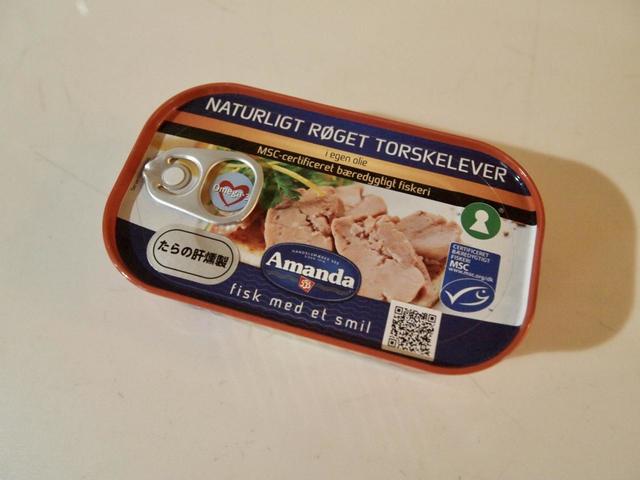 NATURLIGT RØGET TORSKELEVER
i egen olie
MSC-certificeret bæredygtigt fiskeri
Omega-3
CERTIFICERET
BÆREDYGTIGT
FISKERI
MSC
www.msc.org/dk
たらの肝燻製
Amanda
fisk med et smil